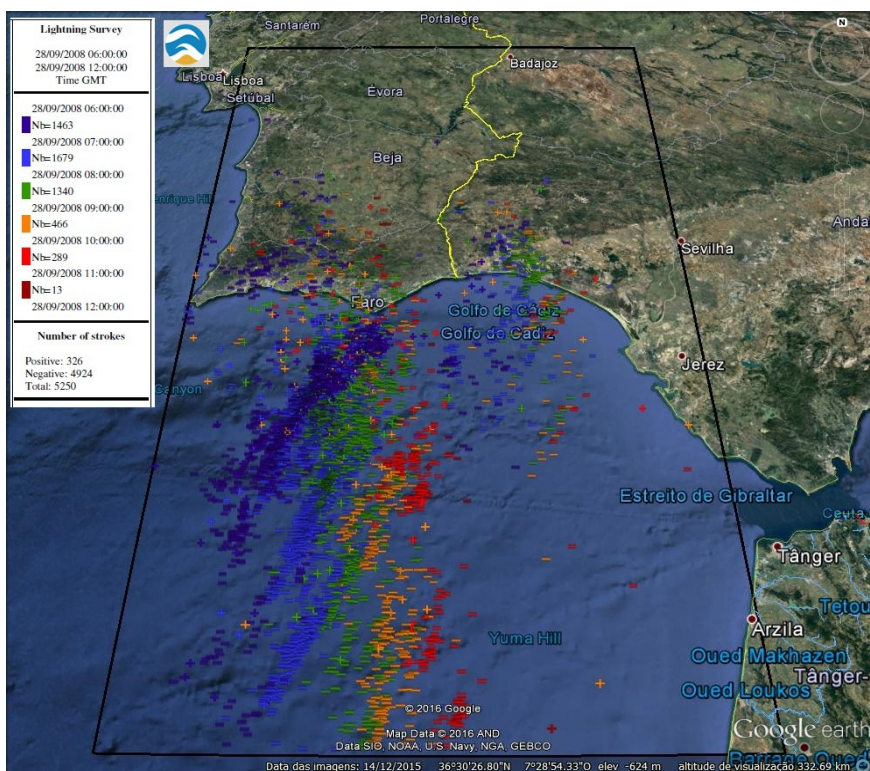 Lightning Survey
28/09/2008 06:00:00
28/09/2008 12:00:00
Time GMT
28/09/2008 06:00:00
Nb=1463
28/09/2008 07:00:00
Nb=1679
28/09/2008 08:00:00
Nb=1340
28/09/2008 09:00:00
Nb=466
28/09/2008 10:00:00
Nb=289
28/09/2008 11:00:00
Nb=13
28/09/2008 12:00:00
Number of strokes
Positive: 326
Negative: 4924
Total: 5250
Santarém
Portalegre
N
Lisboa
Lisboa
Badajoz
Setúbal
Évora
Beja
Sevilha
Faro
Golfo de Cádiz
Golfo de Cádiz
Jerez
Canyon
Estreito de Gibraltar
Ceuta
Tânger
Arzila
Yuma Hill
Oued Makhazen
Tânger-
Oued Loukos
© 2016 Google
Map Data © 2016 AND
Data SIO, NOAA, U.S. Navy, NGA, GEBCO
Google earth
Data das imagens: 14/12/2015 36°30'26.80"N 7°28'54.33"O elev -624 m altitude de visualização 332.69 km